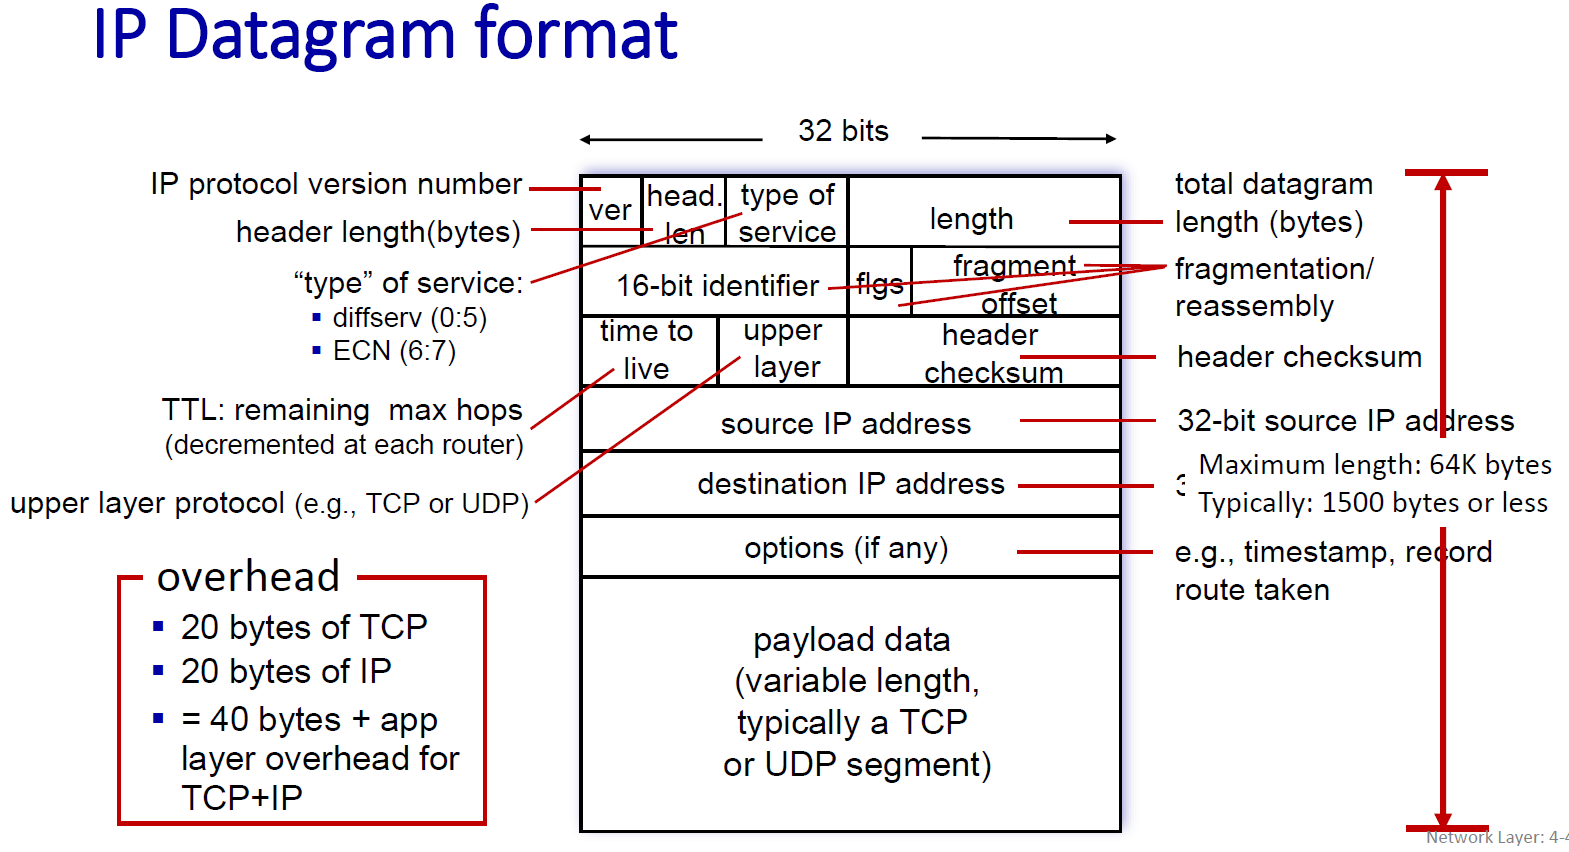 IP Datagram format
32 bits
IP protocol version number
header length(bytes)
“type” of service:
▪ diffserv (0:5)
▪ ECN (6:7)
TTL: remaining max hops
(decremented at each router)
upper layer protocol (e.g., TCP or UDP)
overhead
▪ 20 bytes of TCP
▪ 20 bytes of IP
▪ = 40 bytes + app
layer overhead for
TCP+IP
ver
head.
len
type of
service
length
16-bit identifier
flgs
fragment
offset
time to
live
upper
layer
header
checksum
source IP address
destination IP address
options (if any)
payload data
(variable length,
typically a TCP
or UDP segment)
total datagram
length (bytes)
fragmentation/
reassembly
header checksum
32-bit source IP address
Maximum length: 64K bytes
Typically: 1500 bytes or less
e.g., timestamp, record
route taken
Network Layer: